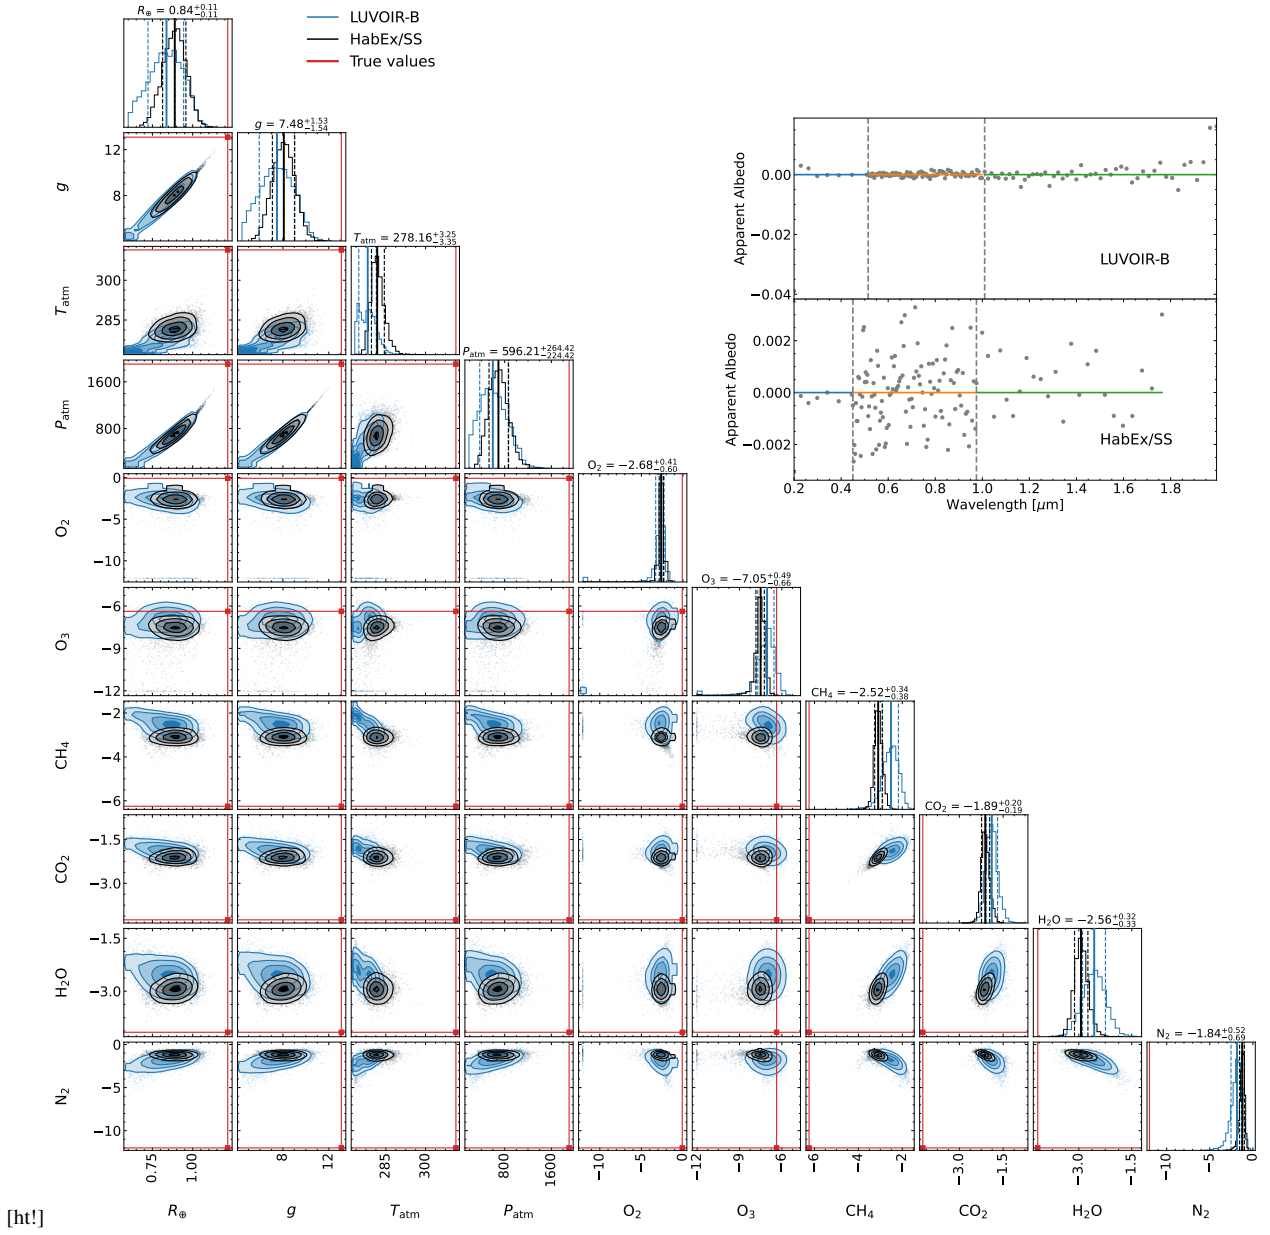 R⊕ = 0.84+0.11−0.11
LUVOIR-B
HabEx/SS
True values
g = 7.48+1.53−1.54
12
8
g
Apparent Albedo
0.00
−0.02
−0.04
LUVOIR-B
Tatm = 278.16+3.25−3.35
300
285
Tatm
Patm = 596.21+264.42−224.42
1600
800
Patm
Apparent Albedo
0.002
0.000
−0.002
HabEx/SS
0.2 0.4 0.6 0.8 1.0 1.2 1.4 1.6 1.8
Wavelength [μm]
O2 = −2.68+0.41−0.60
0
−5
−10
O2
O3 = −7.05+0.49−0.66
−6
−9
−12
O3
CH4 = −2.52+0.34−0.38
−2
−4
−6
CH4
CO2 = −1.89+0.20−0.19
−1.5
−3.0
CO2
H2O = −2.56+0.32−0.33
−1.5
−3.0
H2O
N2 = −1.84+0.52−0.69
0
−5
−10
N2
0.75 1.00 8 12 285 300 800 1600 −10 −5 0 −12 −9 −6 −6 −4 −2 −3.0 −1.5 −3.0 −1.5 −10 −5 0
R⊕ g Tatm Patm O2 O3 CH4 CO2 H2O N2
[ht!]